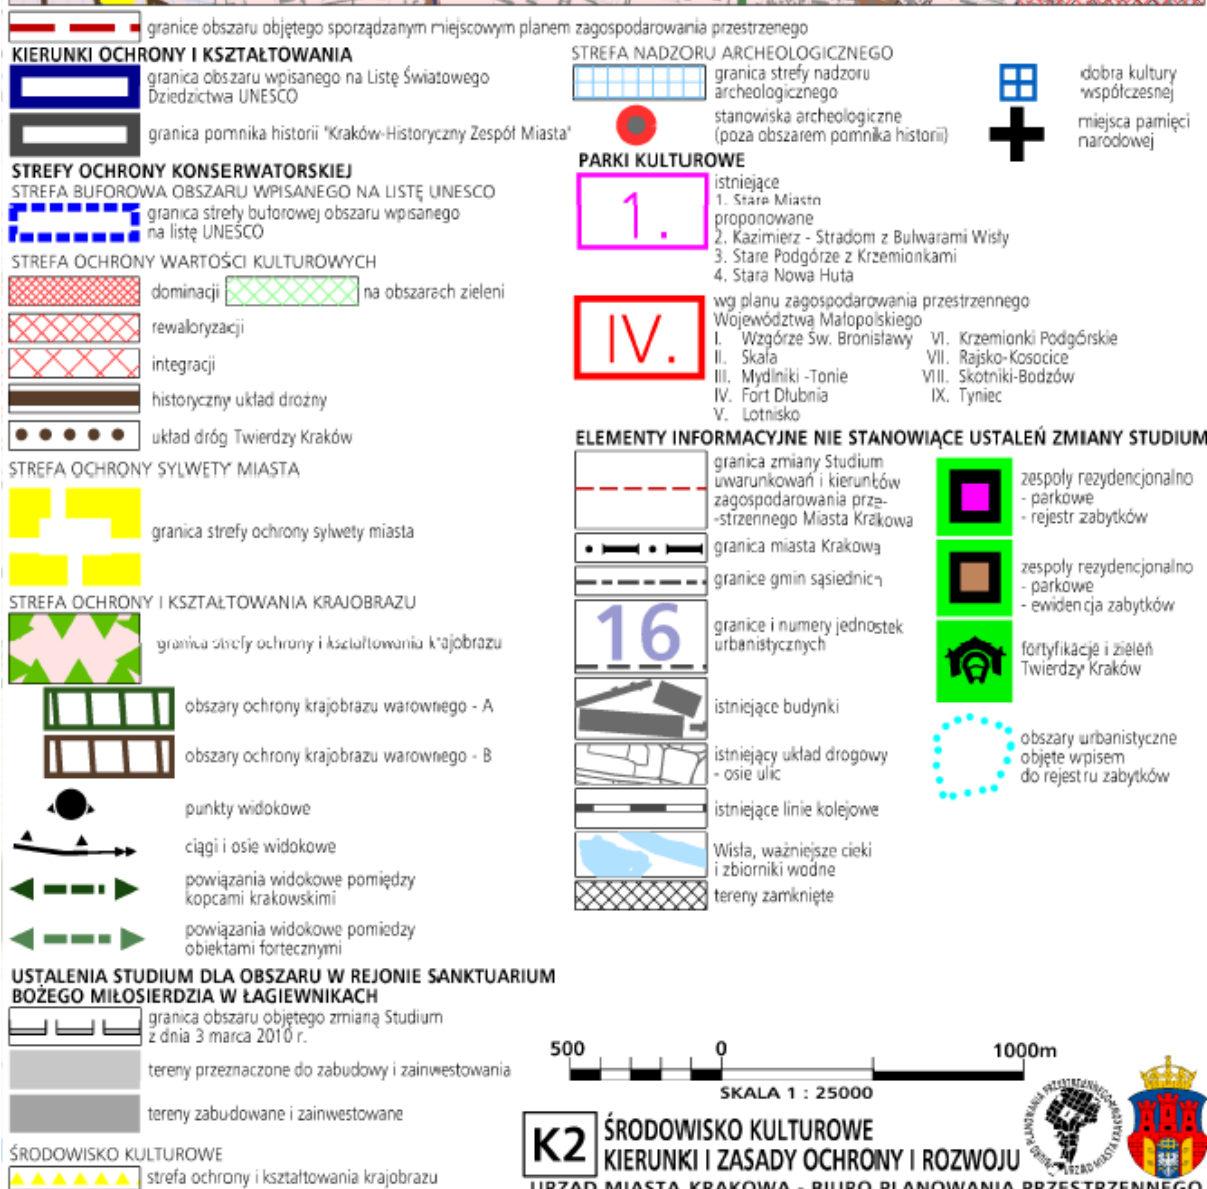 granice obszaru objętego sporządzanym miejscowym planem zagospodarowania przestrzennego
KIERUNKI OCHRONY I KSZTAŁTOWANIA
granica obszaru wpisanego na Listę Światowego
Dziedzictwa UNESCO
granica pomnika historii "Kraków-Historyczny Zespół Miasta"
STREFY OCHRONY KONSERWATORSKIEJ
STREFA BUFOROWA OBSZARU WPISANEGO NA LISTĘ UNESCO
granica strefy buforowej obszaru wpisanego
na listę UNESCO
STREFA OCHRONY WARTOŚCI KULTUROWYCH
dominacji
na obszarach zieleni
rewaloryzacji
integracji
historyczny układ drożny
układ dróg Twierdzy Kraków
STREFA OCHRONY SYLWETY MIASTA
granica strefy ochrony sylwety miasta
STREFA OCHRONY I KSZTAŁTOWANIA KRAJOBRAZU
granica strefy ochrony i kształtowania krajobrazu
obszary ochrony krajobrazu warownego - A
obszary ochrony krajobrazu warownego - B
punkty widokowe
ciągi i osie widokowe
powiązania widokowe pomiędzy
kopcami krakowskimi
powiązania widokowe pomiedzy
obiektami fortecznymi
USTALENIA STUDIUM DLA OBSZARU W REJONIE SANKTUARIUM
BOŻEGO MIŁOSIERDZIA W ŁAGIEWNIKACH
granica obszaru objętego zmianą Studium
z dnia 3 marca 2010 r.
tereny przeznaczone do zabudowy i zainwestowania
tereny zabudowane i zainwestowane
ŚRODOWISKO KULTUROWE
strefa ochrony i kształtowania krajobrazu
STREFA NADZORU ARCHEOLOGICZNEGO
granica strefy nadzoru
archeologicznego
stanowiska archeologiczne
(poza obszarem pomnika historii)
dobra kultury
współczesnej
miejsca pamięci
narodowej
PARKI KULTUROWE
1.
istniejące
1. Stare Miasto
proponowane
2. Kazimierz - Stradom z Bulwarami Wisły
3. Stare Podgórze z Krzemionkami
4. Stara Nowa Huta
IV.
wg planu zagospodarowania przestrzennego
Województwa Małopolskiego
I. Wzgórze Św. Bronisławy
II. Skała
III. Mydlniki -Tonie
IV. Fort Dłubnia
V. Lotnisko
VI. Krzemionki Podgórskie
VII. Rajsko-Kosocice
VIII. Skotniki-Bodzów
IX. Tyniec
ELEMENTY INFORMACYJNE NIE STANOWIĄCE USTALEŃ ZMIANY STUDIUM
granica zmiany Studium
uwarunkowań i kierunków
zagospodarowania prze-
-strzennego Miasta Krakowa
granica miasta Krakowa
granice gmin sąsiednich
16
granice i numery jednostek
urbanistycznych
istniejące budynki
istniejący układ drogowy
- osie ulic
istniejące linie kolejowe
Wisła, ważniejsze cieki
i zbiorniki wodne
tereny zamknięte
zespoły rezydencjonalno
- parkowe
- rejestr zabytków
zespoły rezydencjonalno
- parkowe
- ewidencja zabytków
fortyfikacje i zieleń
Twierdzy Kraków
obszary urbanistyczne
objęte wpisem
do rejestru zabytków
500 0 1000m
SKALA 1 : 25000
K2
ŚRODOWISKO KULTUROWE
KIERUNKI I ZASADY OCHRONY I ROZWOJU
URZĄD MIASTA KRAKOWA - BIURO PLANOWANIA PRZESTRZENNEGO